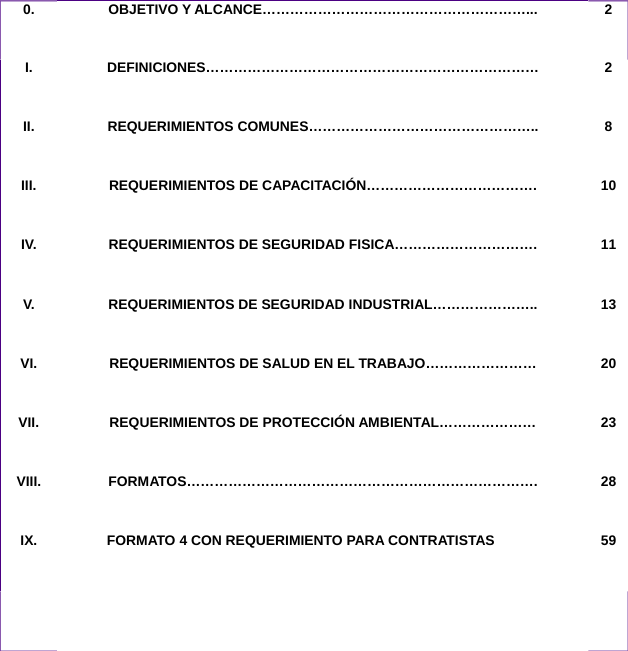 0. OBJETIVO Y ALCANCE……………………………………………….... 2
I. DEFINICIONES……………………………………………………………… 2
II. REQUERIMIENTOS COMUNES………………………………………….. 8
III. REQUERIMIENTOS DE CAPACITACIÓN………………………………. 10
IV. REQUERIMIENTOS DE SEGURIDAD FISICA…………………………. 11
V. REQUERIMIENTOS DE SEGURIDAD INDUSTRIAL………………….. 13
VI. REQUERIMIENTOS DE SALUD EN EL TRABAJO…………………… 20
VII. REQUERIMIENTOS DE PROTECCIÓN AMBIENTAL………………… 23
VIII. FORMATOS…………………………………………………………………. 28
IX. FORMATO 4 CON REQUERIMIENTO PARA CONTRATISTAS 59